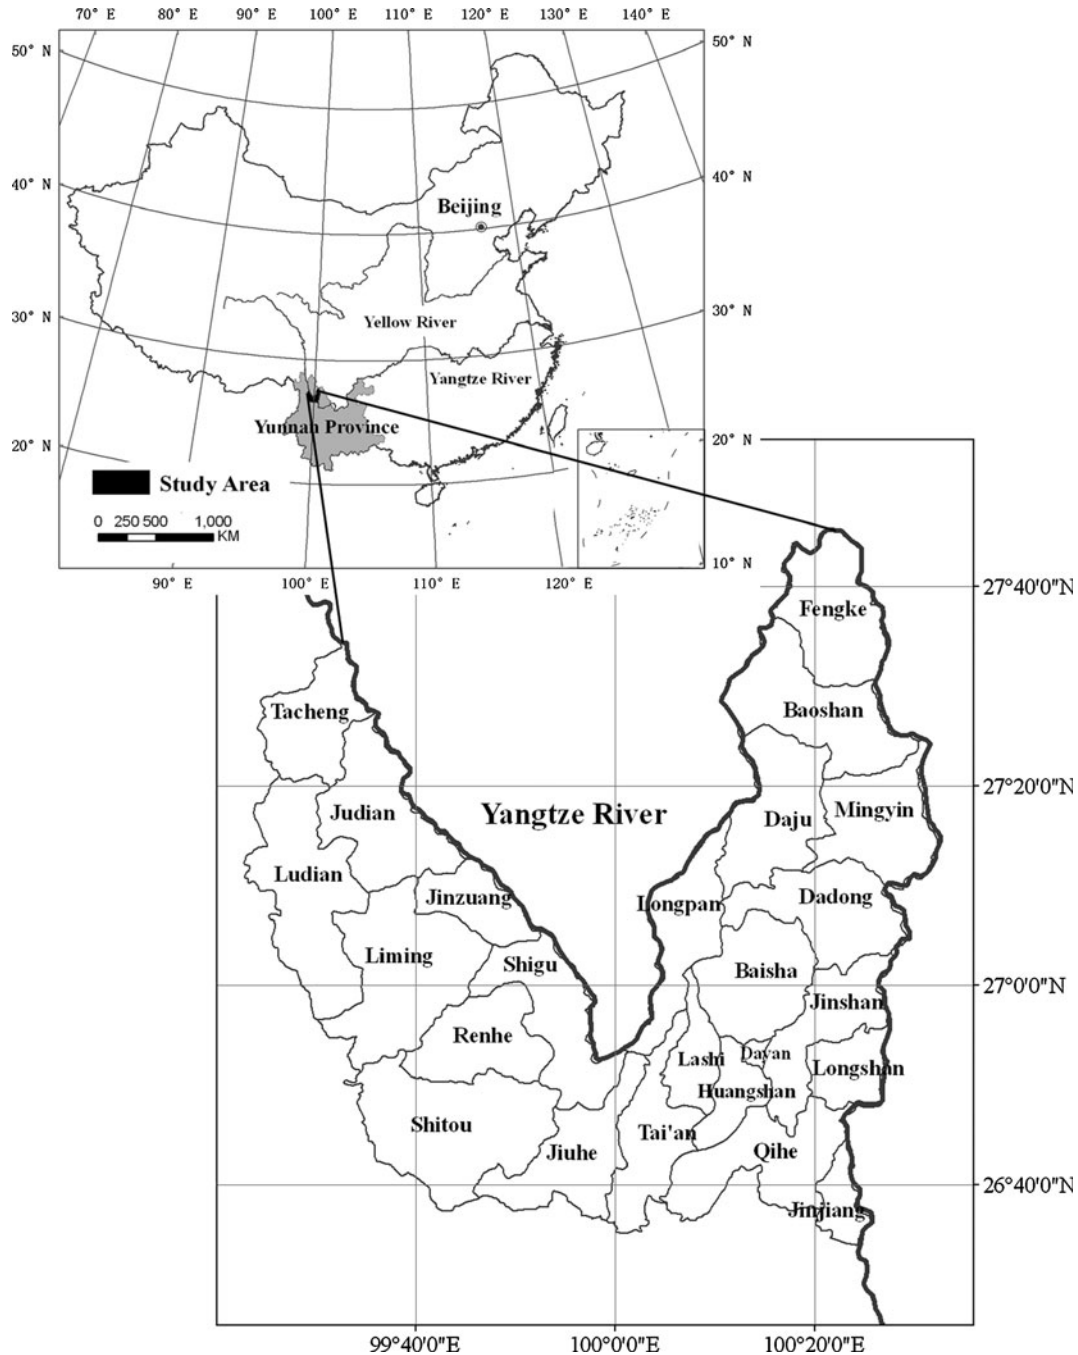 70° E 80° E 90° E 100° E 110° E 120° E 130° E 140° E
50° N
50° N
40° N
40° N
Beijing
30° N
30° N
Yellow River
Yangtze River
Yunnan Province
20° N
20° N
Study Area
0 250 500 1,000
KM
10° N
90° E 100° E 110° E 120° E
27°40'0"N
Fengke
Tacheng
Baoshan
27°20'0"N
Judian
Yangtze River
Daju
Mingyin
Ludian
Jinzuang
Longpan
Dadong
Liming
Shigu
Baisha
27°0'0"N
Jinshan
Renhe
Lashi
Dayan
Longshan
Huangshan
Shitou
Tai'an
Jiuhe
Qihe
26°40'0"N
Jinjiang
99°40'0"E 100°0'0"E 100°20'0"E